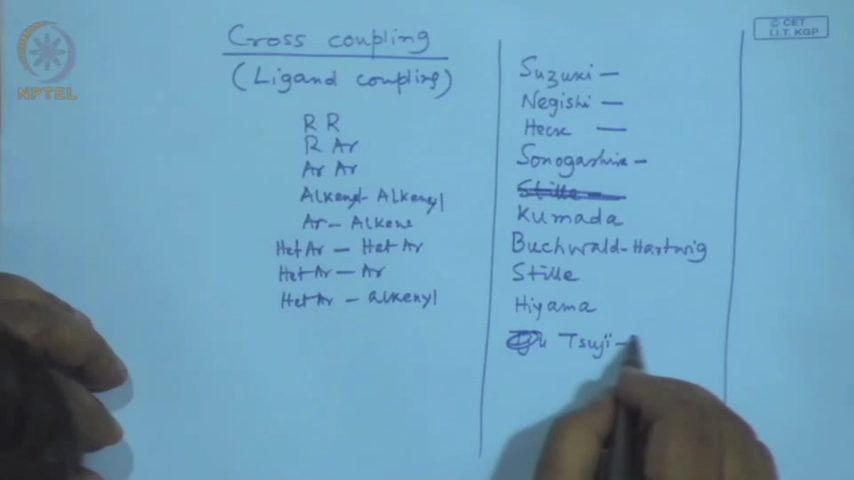 NPTEL
© CET
I.I.T. KGP
Cross coupling
(Ligand coupling)
R R
R Ar
Ar Ar
Alkenyl- Alkenyl
Ar- Alkene
Het Ar - Het Ar
Het Ar - Ar
Het Ar - alkenyl
Suzuki -
Negishi -
Heck -
Sonogashira -
Stille -
Kumada
Buchwald-Hartwig
Stille
Hiyama
Tsuji -